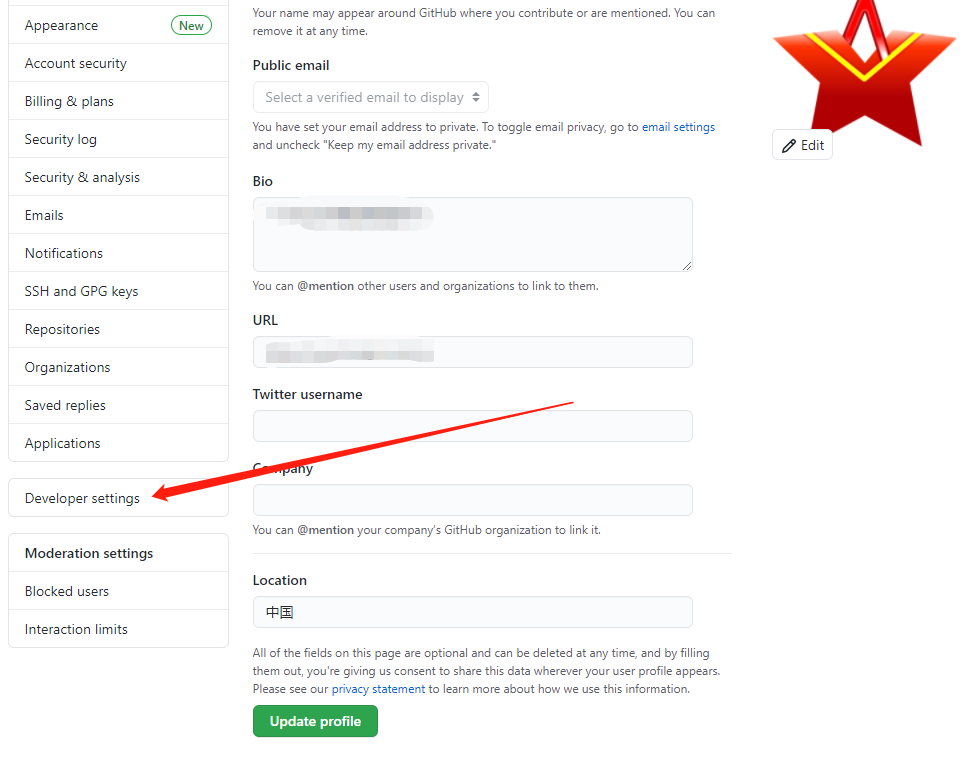 Appearance
New
Account security
Billing & plans
Security log
Security & analysis
Emails
Notifications
SSH and GPG keys
Repositories
Organizations
Saved replies
Applications
Developer settings
Moderation settings
Blocked users
Interaction limits
Your name may appear around GitHub where you contribute or are mentioned. You can
remove it at any time.
Public email
Select a verified email to display
You have set your email address to private. To toggle email privacy, go to email settings
and uncheck "Keep my email address private."
Bio
You can @mention other users and organizations to link to them.
URL
Twitter username
Company
You can @mention your company's GitHub organization to link it.
Location
中国
All of the fields on this page are optional and can be deleted at any time, and by filling
them out, you're giving us consent to share this data wherever your user profile appears.
Please see our privacy statement to learn more about how we use this information.
Update profile
Edit